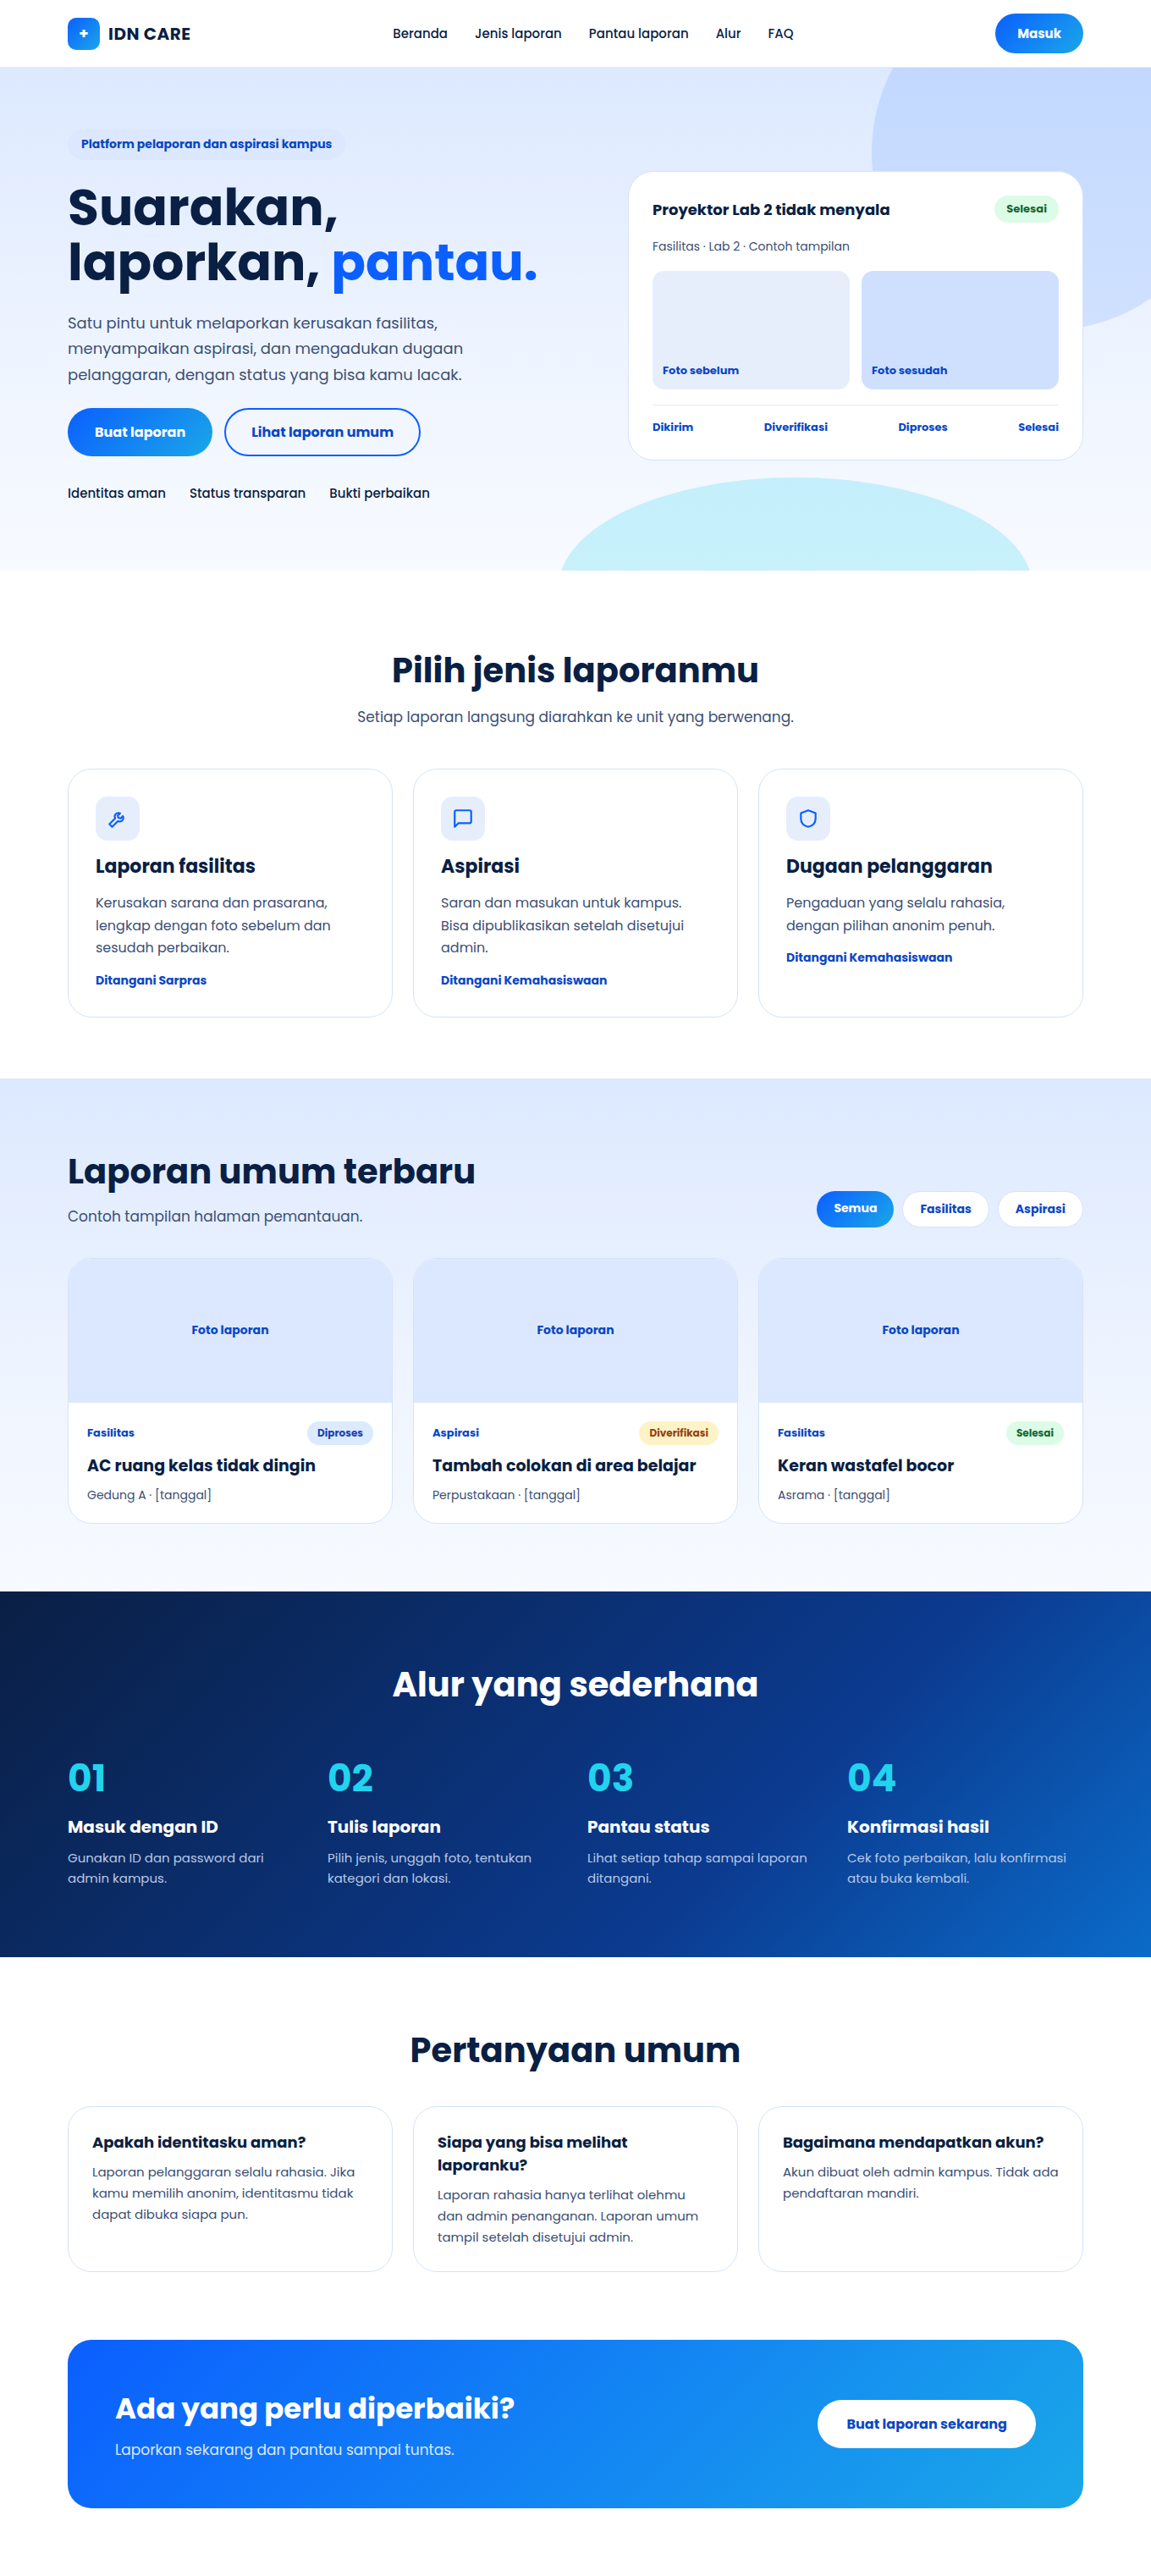 + IDN CARE
Beranda Jenis laporan Pantau laporan Alur FAQ
Masuk
Platform pelaporan dan aspirasi kampus
Suarakan,
laporkan, pantau.
Satu pintu untuk melaporkan kerusakan fasilitas,
menyampaikan aspirasi, dan mengadukan dugaan
pelanggaran, dengan status yang bisa kamu lacak.
Buat laporan
Lihat laporan umum
Identitas aman Status transparan Bukti perbaikan
Proyektor Lab 2 tidak menyala
Selesai
Fasilitas · Lab 2 · Contoh tampilan
Foto sebelum
Foto sesudah
Dikirim Diverifikasi Diproses Selesai
Pilih jenis laporanmu
Setiap laporan langsung diarahkan ke unit yang berwenang.
Laporan fasilitas
Kerusakan sarana dan prasarana,
lengkap dengan foto sebelum dan
sesudah perbaikan.
Ditangani Sarpras
Aspirasi
Saran dan masukan untuk kampus.
Bisa dipublikasikan setelah disetujui
admin.
Ditangani Kemahasiswaan
Dugaan pelanggaran
Pengaduan yang selalu rahasia,
dengan pilihan anonim penuh.
Ditangani Kemahasiswaan
Laporan umum terbaru
Contoh tampilan halaman pemantauan.
Semua
Fasilitas
Aspirasi
Foto laporan
Fasilitas
Diproses
AC ruang kelas tidak dingin
Gedung A · [tanggal]
Foto laporan
Aspirasi
Diverifikasi
Tambah colokan di area belajar
Perpustakaan · [tanggal]
Foto laporan
Fasilitas
Selesai
Keran wastafel bocor
Asrama · [tanggal]
Alur yang sederhana
01
Masuk dengan ID
Gunakan ID dan password dari
admin kampus.
02
Tulis laporan
Pilih jenis, unggah foto, tentukan
kategori dan lokasi.
03
Pantau status
Lihat setiap tahap sampai laporan
ditangani.
04
Konfirmasi hasil
Cek foto perbaikan, lalu konfirmasi
atau buka kembali.
Pertanyaan umum
Apakah identitasku aman?
Laporan pelanggaran selalu rahasia. Jika
kamu memilih anonim, identitasmu tidak
dapat dibuka siapa pun.
Siapa yang bisa melihat
laporanku?
Laporan rahasia hanya terlihat olehmu
dan admin penanganan. Laporan umum
tampil setelah disetujui admin.
Bagaimana mendapatkan akun?
Akun dibuat oleh admin kampus. Tidak ada
pendaftaran mandiri.
Ada yang perlu diperbaiki?
Laporkan sekarang dan pantau sampai tuntas.
Buat laporan sekarang